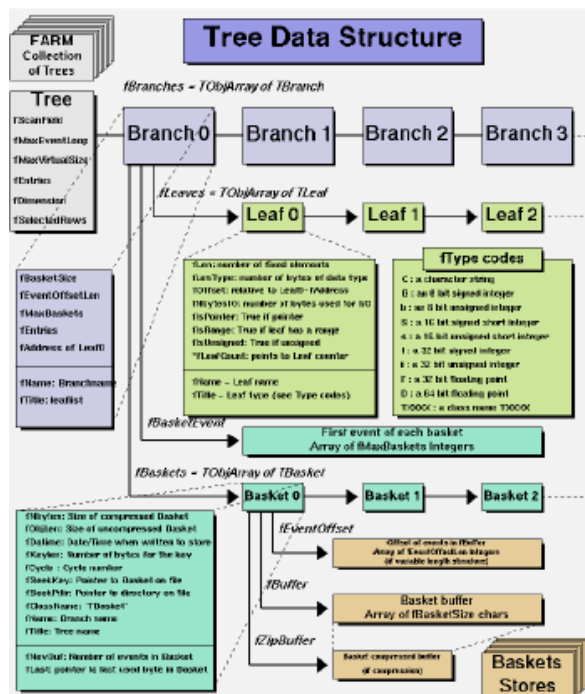 FARM
Collection
of Trees
Tree Data Structure
fBranches = TObjArray of TBranch
Tree
fScanField
fMaxEventLoop
fMaxVirtualSize
fEntries
fDimension
fSelectedRows
Branch 0
Branch 1
Branch 2
Branch 3
fLeaves = TObjArray of TLeaf
Leaf 0
Leaf 1
Leaf 2
fBasketSize
fEventOffsetLen
fMaxBaskets
fEntries
fAddress of Leaf0
fName: Branchname
fTitle: leaflist
fLen: number of fixed elements
fLenType: number of bytes of data type
fOffset: relative to Leaf0-fAddress
fNbytesIO: number of bytes used for I/O
fIsPointer: True if pointer
fIsRange: True if leaf has a range
fIsUnsigned: True if unsigned
*fLeafCount: points to Leaf counter
fName = Leaf name
fTitle = Leaf type (see Type codes)
fType codes
C : a character string
B : an 8 bit signed integer
b : an 8 bit unsigned integer
S : a 16 bit signed short integer
s : a 16 bit unsigned short integer
I : a 32 bit signed integer
i : a 32 bit unsigned integer
F : a 32 bit floating point
D : a 64 bit floating point
TXXXX : a class name TXXXX
fBasketEvent
First event of each basket
Array of fMaxBaskets Integers
fBaskets = TObjArray of TBasket
Basket 0
Basket 1
Basket 2
fNbytes: Size of compressed Basket
fObjLen: Size of uncompressed Basket
fDatime: Date/Time when written to store
fKeylen: Number of bytes for the key
fCycle : Cycle number
fSeekKey: Pointer to Basket on file
fSeekPdir: Pointer to directory on file
fClassName: "TBasket"
fName: Branch name
fTitle: Tree name
fNevBuf: Number of events in Basket
fLast: pointer to last used byte in Basket
fEventOffset
Offset of events in fBuffer
Array of fEventOffsetLen integers
(if variable length structure)
fBuffer
Basket buffer
Array of fBasketSize chars
fZipBuffer
Basket compressed buffer
(if compression)
Baskets
Stores